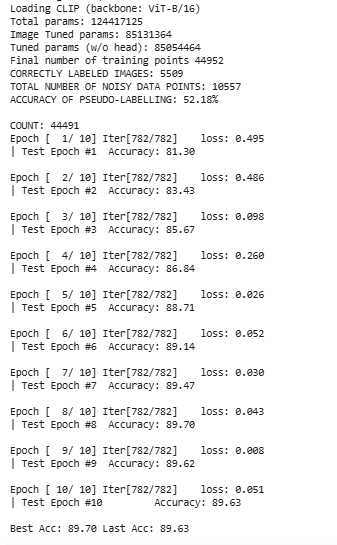 Loading CLIP (backbone: ViT-B/16)
Total params: 124417125
Image Tuned params: 85131364
Tuned params (w/o head): 85054464
Final number of training points 44952
CORRECTLY LABELED IMAGES: 5509
TOTAL NUMBER OF NOISY DATA POINTS: 10557
ACCURACY OF PSEUDO-LABELLING: 52.18%
COUNT: 44491
Epoch [  1/ 10] Iter[782/782]    loss: 0.495
| Test Epoch #1  Accuracy: 81.30
Epoch [  2/ 10] Iter[782/782]    loss: 0.486
| Test Epoch #2  Accuracy: 83.43
Epoch [  3/ 10] Iter[782/782]    loss: 0.098
| Test Epoch #3  Accuracy: 85.67
Epoch [  4/ 10] Iter[782/782]    loss: 0.260
| Test Epoch #4  Accuracy: 86.84
Epoch [  5/ 10] Iter[782/782]    loss: 0.026
| Test Epoch #5  Accuracy: 88.71
Epoch [  6/ 10] Iter[782/782]    loss: 0.052
| Test Epoch #6  Accuracy: 89.14
Epoch [  7/ 10] Iter[782/782]    loss: 0.030
| Test Epoch #7  Accuracy: 89.47
Epoch [  8/ 10] Iter[782/782]    loss: 0.043
| Test Epoch #8  Accuracy: 89.70
Epoch [  9/ 10] Iter[782/782]    loss: 0.008
| Test Epoch #9  Accuracy: 89.62
Epoch [ 10/ 10] Iter[782/782]    loss: 0.051
| Test Epoch #10         Accuracy: 89.63
Best Acc: 89.70 Last Acc: 89.63